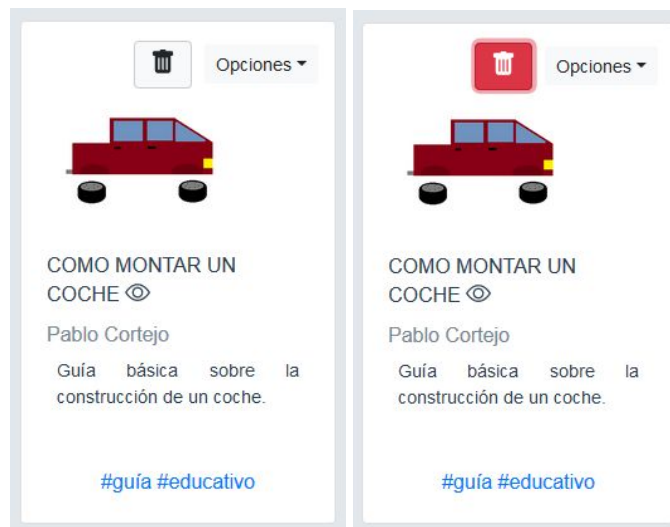 Opciones
COMO MONTAR UN
COCHE
Pablo Cortejo
Guía básica sobre la
construcción de un coche.
#guía #educativo
Opciones
COMO MONTAR UN
COCHE
Pablo Cortejo
Guía básica sobre la
construcción de un coche.
#guía #educativo